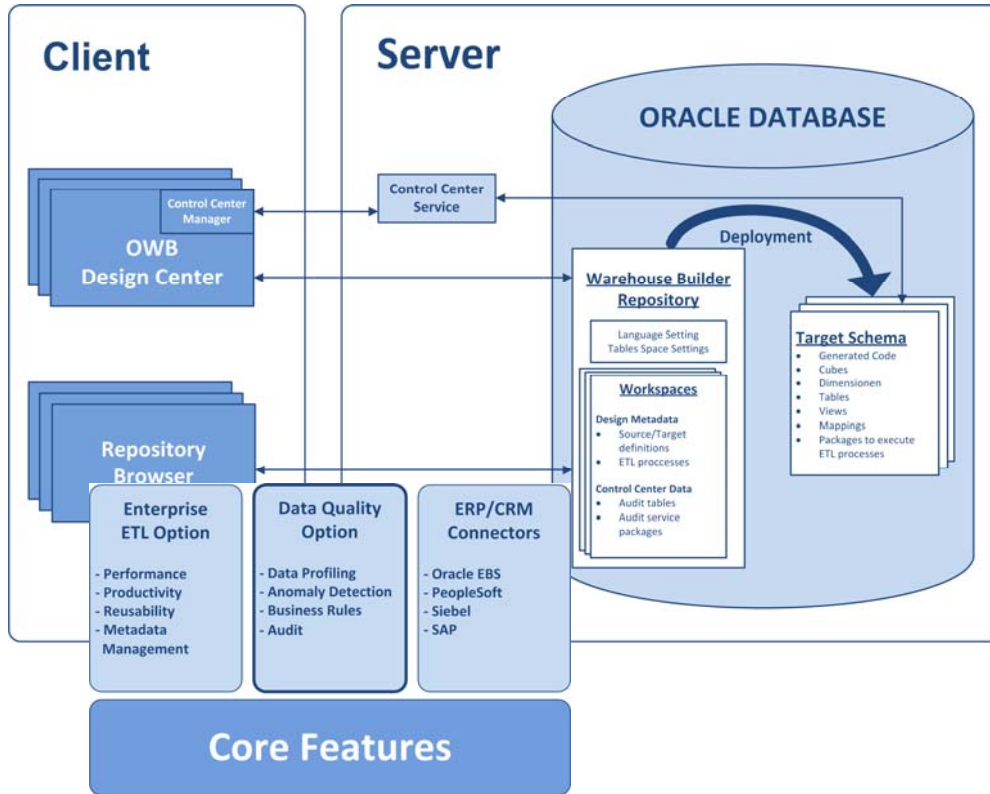 Client
Server
ORACLE DATABASE
Control Center
Manager
OWB
Design Center
Control Center
Service
Deployment
Warehouse Builder
Repository
Language Setting
Tables Space Settings
Workspaces
Design Metadata
• Source/Target
definitions
• ETL proccesses
Control Center Data
• Audit tables
• Audit service
packages
Target Schema
• Generated Code
• Cubes
• Dimensionen
• Tables
• Views
• Mappings
• Packages to execute
ETL processes
Repository
Browser
Enterprise
ETL Option
- Performance
- Productivity
- Reusability
- Metadata
Management
Data Quality
Option
- Data Profiling
- Anomaly Detection
- Business Rules
- Audit
ERP/CRM
Connectors
- Oracle EBS
- PeopleSoft
- Siebel
- SAP
Core Features